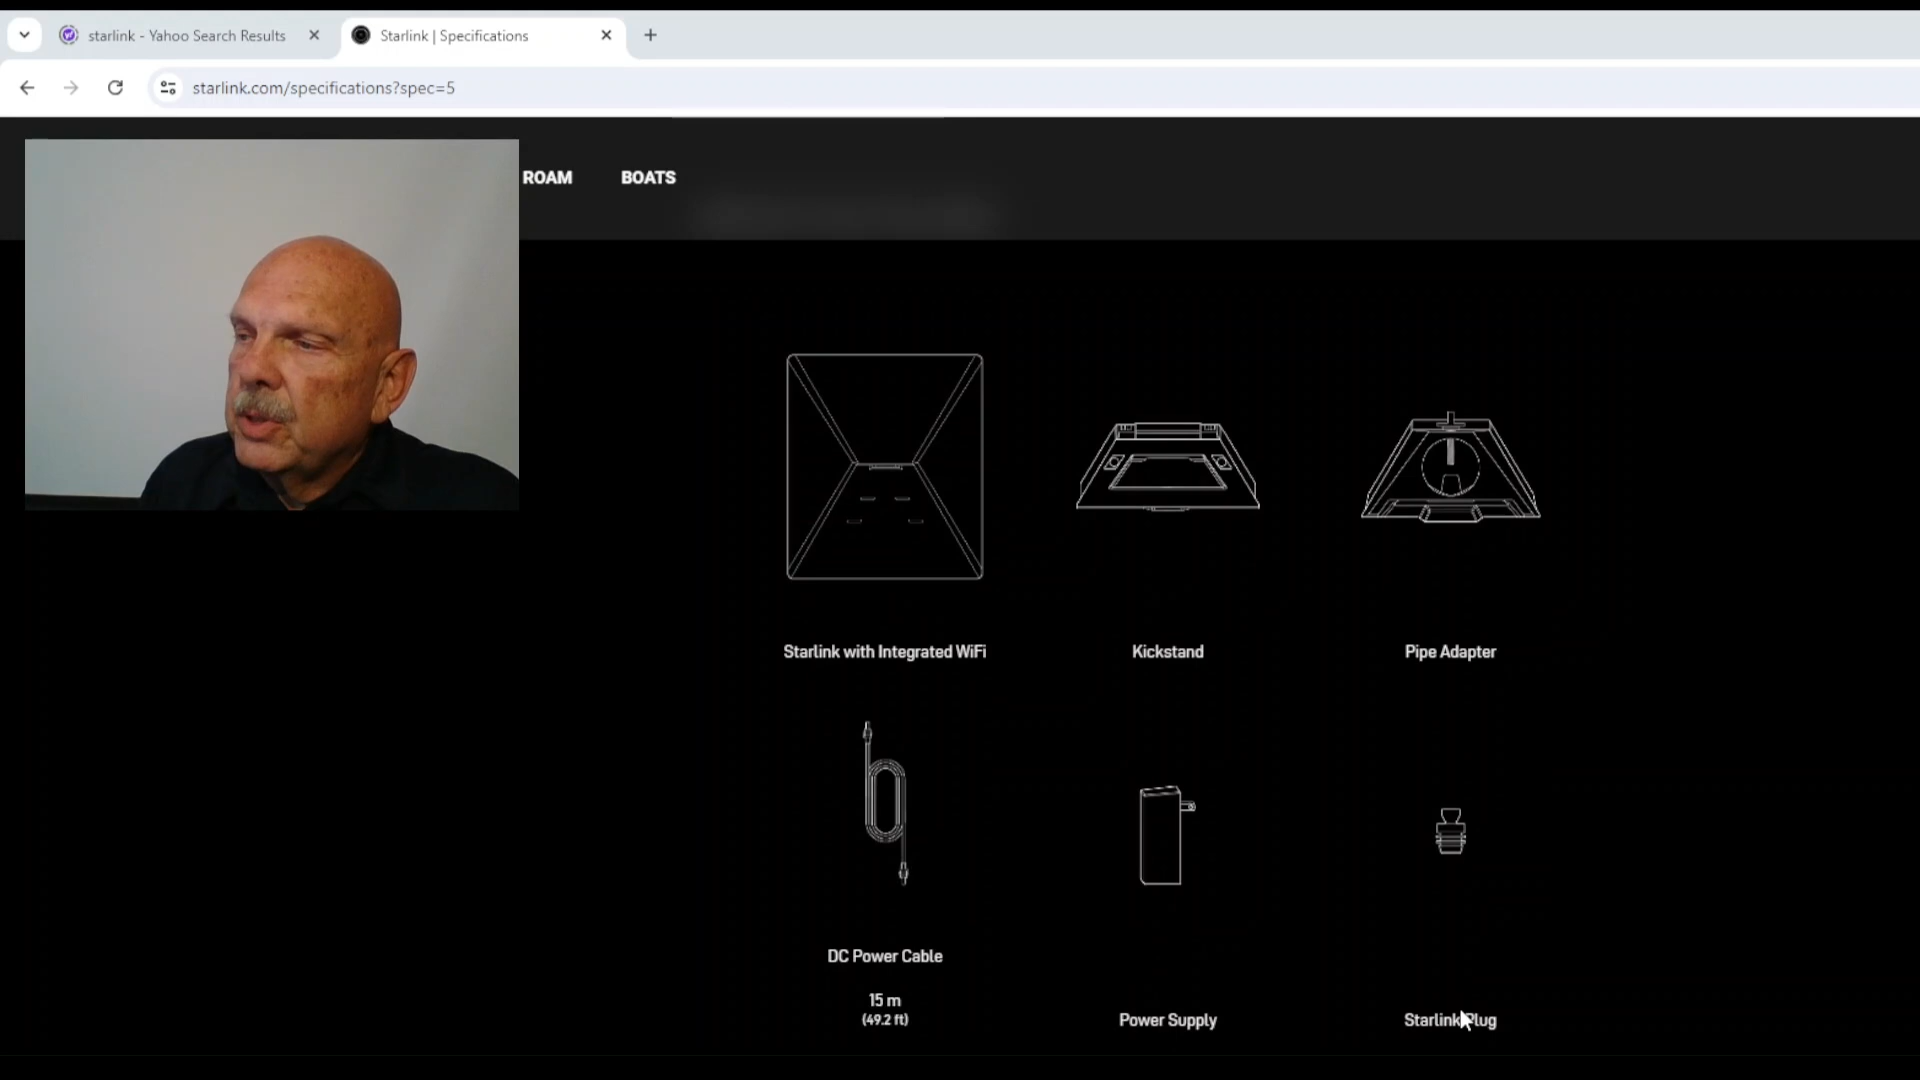 starlink - Yahoo Search Results
Starlink | Specifications
starlink.com/specifications?spec=5
ROAM
BOATS
Starlink with Integrated WiFi
Kickstand
Pipe Adapter
DC Power Cable
15 m
(49.2 ft)
Power Supply
Starlink Plug